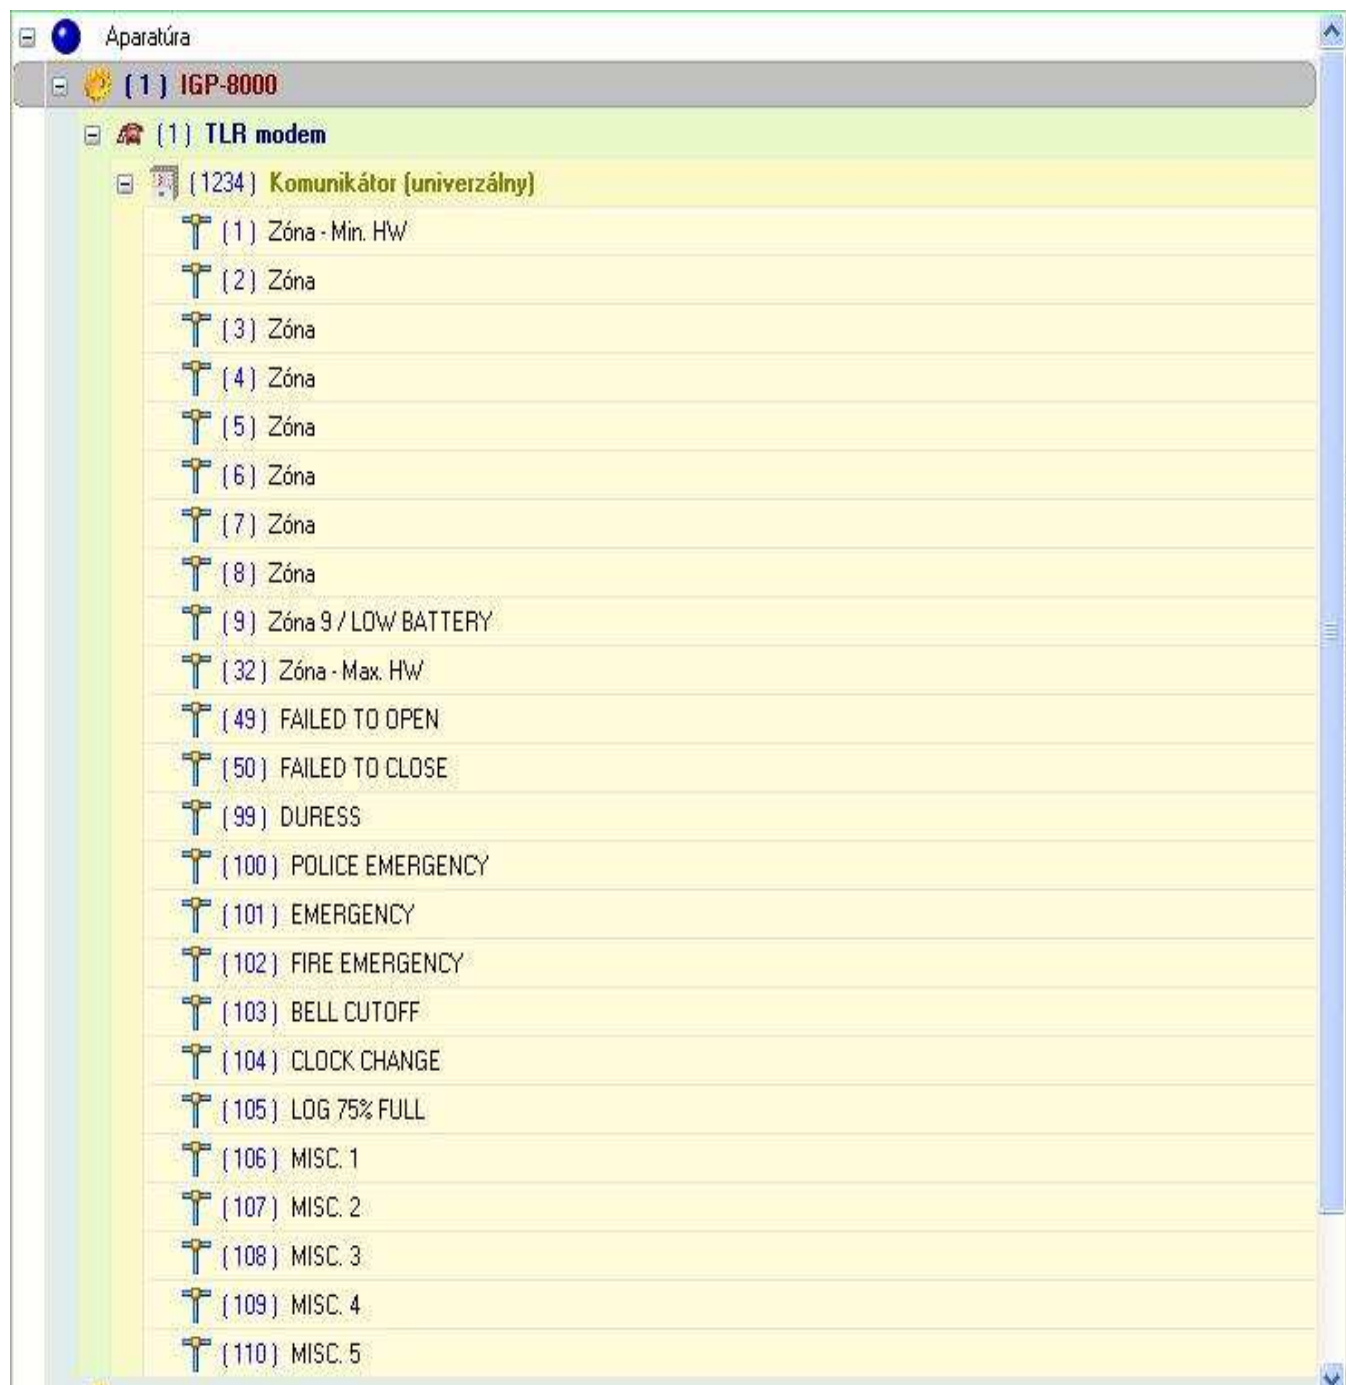 Aparatúra
(1) IGP-8000
(1) TLR modem
(1234) Komunikátor (univerzálny)
(1) Zóna - Min. HW
(2) Zóna
(3) Zóna
(4) Zóna
(5) Zóna
(6) Zóna
(7) Zóna
(8) Zóna
(9) Zóna 9 / LOW BATTERY
(32) Zóna - Max. HW
(49) FAILED TO OPEN
(50) FAILED TO CLOSE
(99) DURESS
(100) POLICE EMERGENCY
(101) EMERGENCY
(102) FIRE EMERGENCY
(103) BELL CUTOFF
(104) CLOCK CHANGE
(105) LOG 75% FULL
(106) MISC. 1
(107) MISC. 2
(108) MISC. 3
(109) MISC. 4
(110) MISC. 5